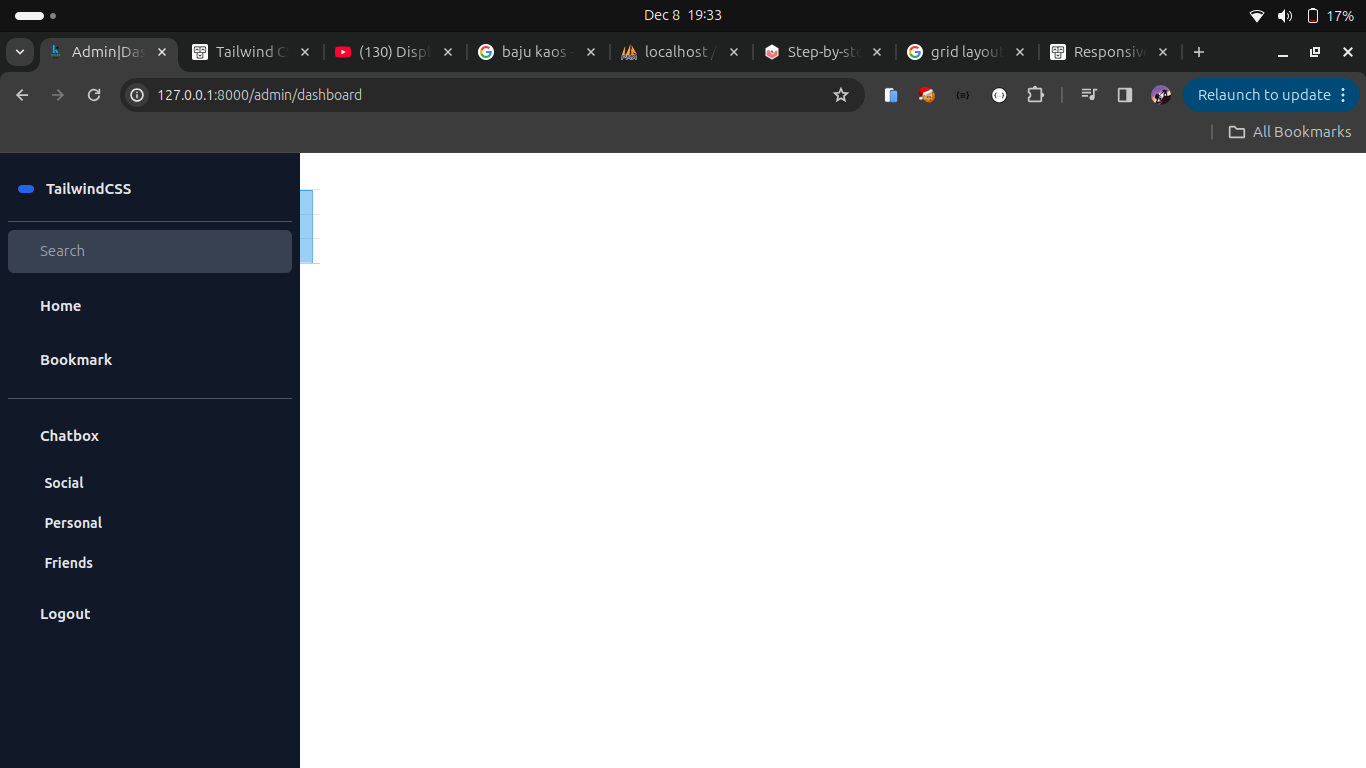 Dec 8 19:33
17%
Admin|Das
Tailwind C
(130) Displ
baju kaos -
localhost /
Step-by-st
grid layou
Responsiv
127.0.0.1:8000/admin/dashboard
Relaunch to update
All Bookmarks
TailwindCSS
Search
Home
Bookmark
Chatbox
Social
Personal
Friends
Logout